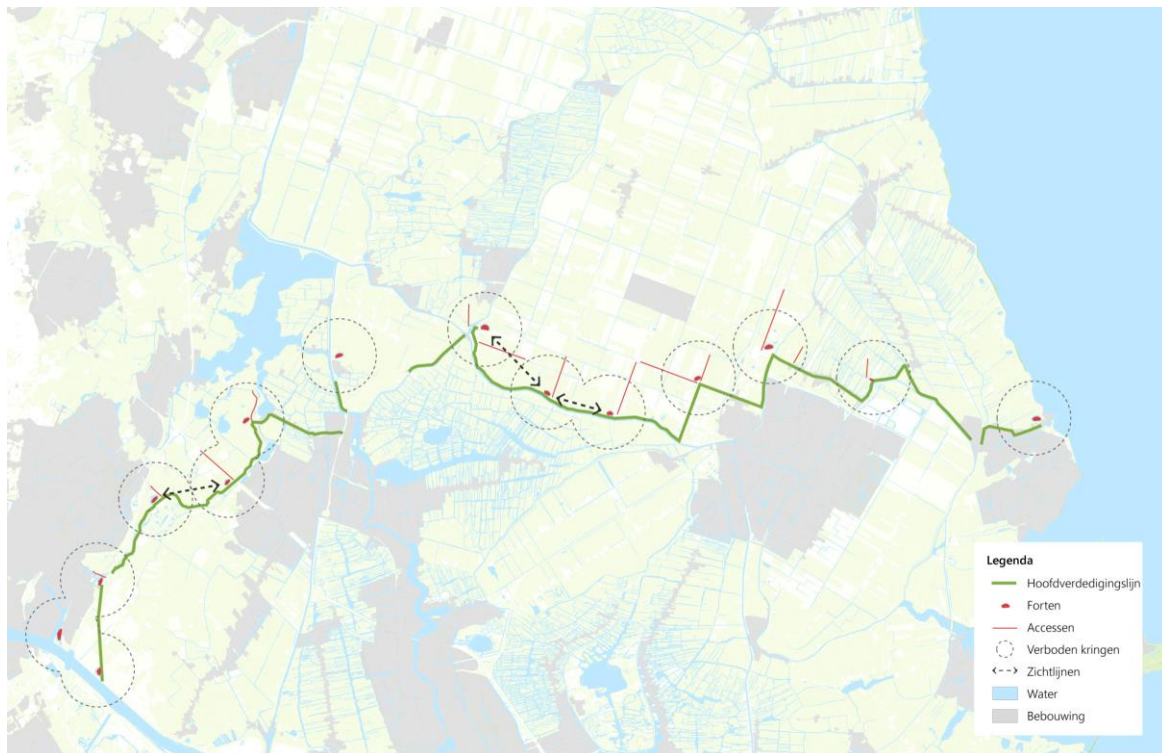 Legenda
Hoofdverdedigingslijn
Forten
Accessen
Verboden kringen
Zichtlijnen
Water
Bebouwing